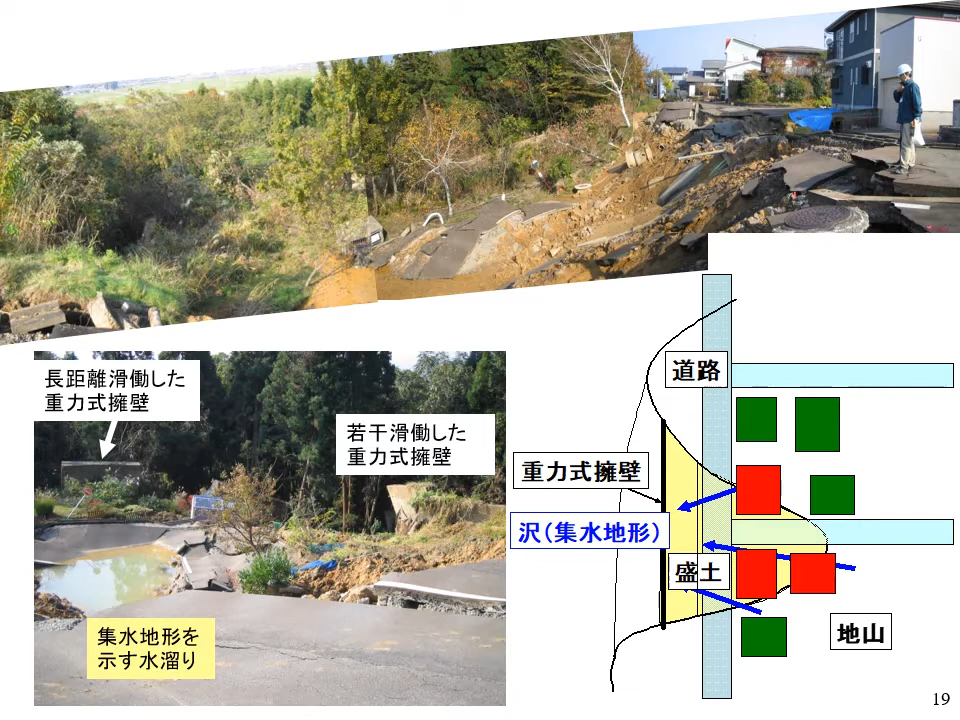 長距離滑働した
重力式擁壁
若干滑働した
重力式擁壁
集水地形を
示す水溜り
道路
重力式擁壁
沢（集水地形）
盛土
地山
19